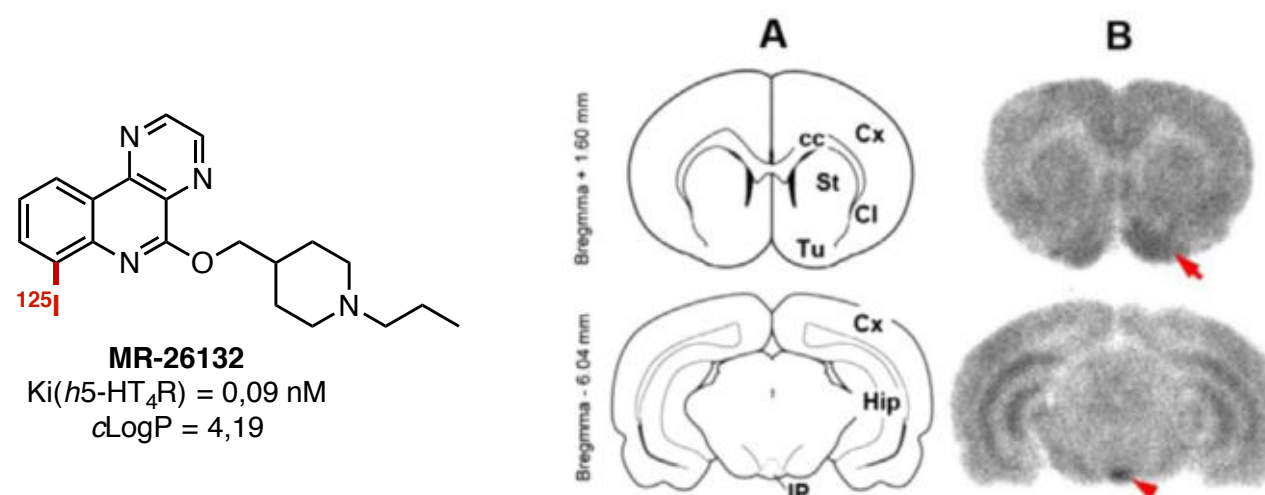 A
B
N
N
N
O
N
125I
MR-26132
Ki(h5-HT4R) = 0,09 nM
cLogP = 4,19
Bregmma + 1.60 mm
cc
Cx
St
Cl
Tu
Bregmma - 6.04 mm
Cx
Hip
IP